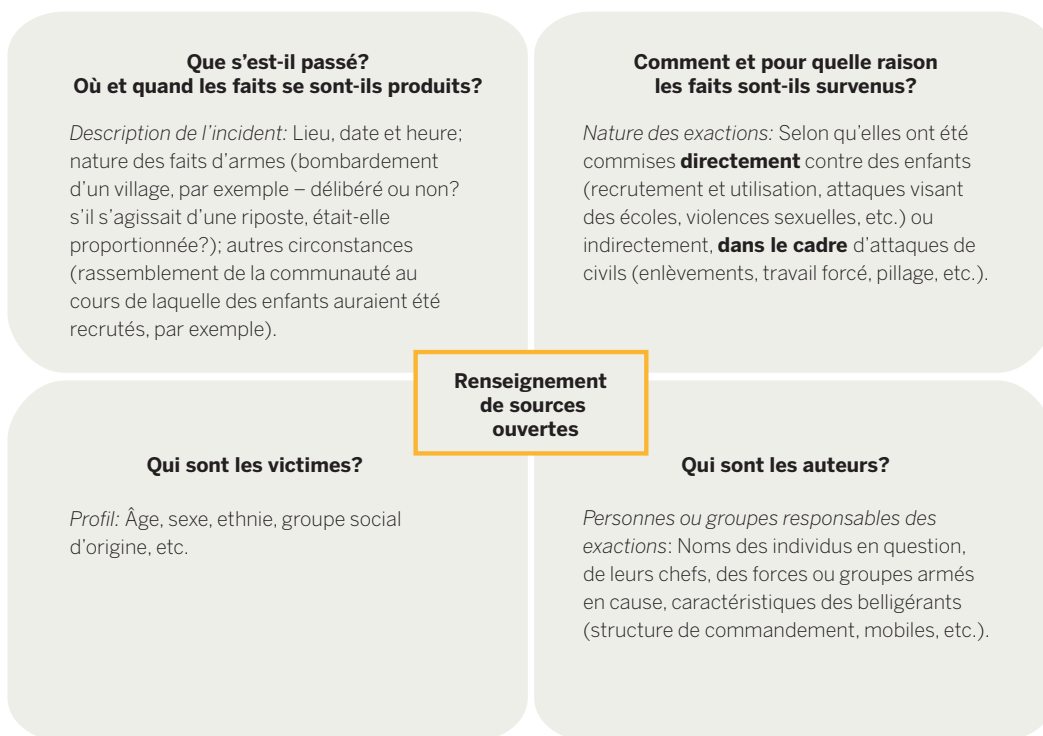 Que s'est-il passé?
Où et quand les faits se sont-ils produits?
Description de l'incident: Lieu, date et heure;
nature des faits d'armes (bombardement
d'un village, par exemple – délibéré ou non?
s'il s'agissait d'une riposte, était-elle
proportionnée?); autres circonstances
(rassemblement de la communauté au
cours de laquelle des enfants auraient été
recrutés, par exemple).
Comment et pour quelle raison
les faits sont-ils survenus?
Nature des exactions: Selon qu'elles ont été
commises directement contre des enfants
(recrutement et utilisation, attaques visant
des écoles, violences sexuelles, etc.) ou
indirectement, dans le cadre d'attaques de
civils (enlèvements, travail forcé, pillage, etc.).
Renseignement
de sources
ouvertes
Qui sont les victimes?
Profil: Âge, sexe, ethnie, groupe social
d'origine, etc.
Qui sont les auteurs?
Personnes ou groupes responsables des
exactions: Noms des individus en question,
de leurs chefs, des forces ou groupes armés
en cause, caractéristiques des belligérants
(structure de commandement, mobiles, etc.).